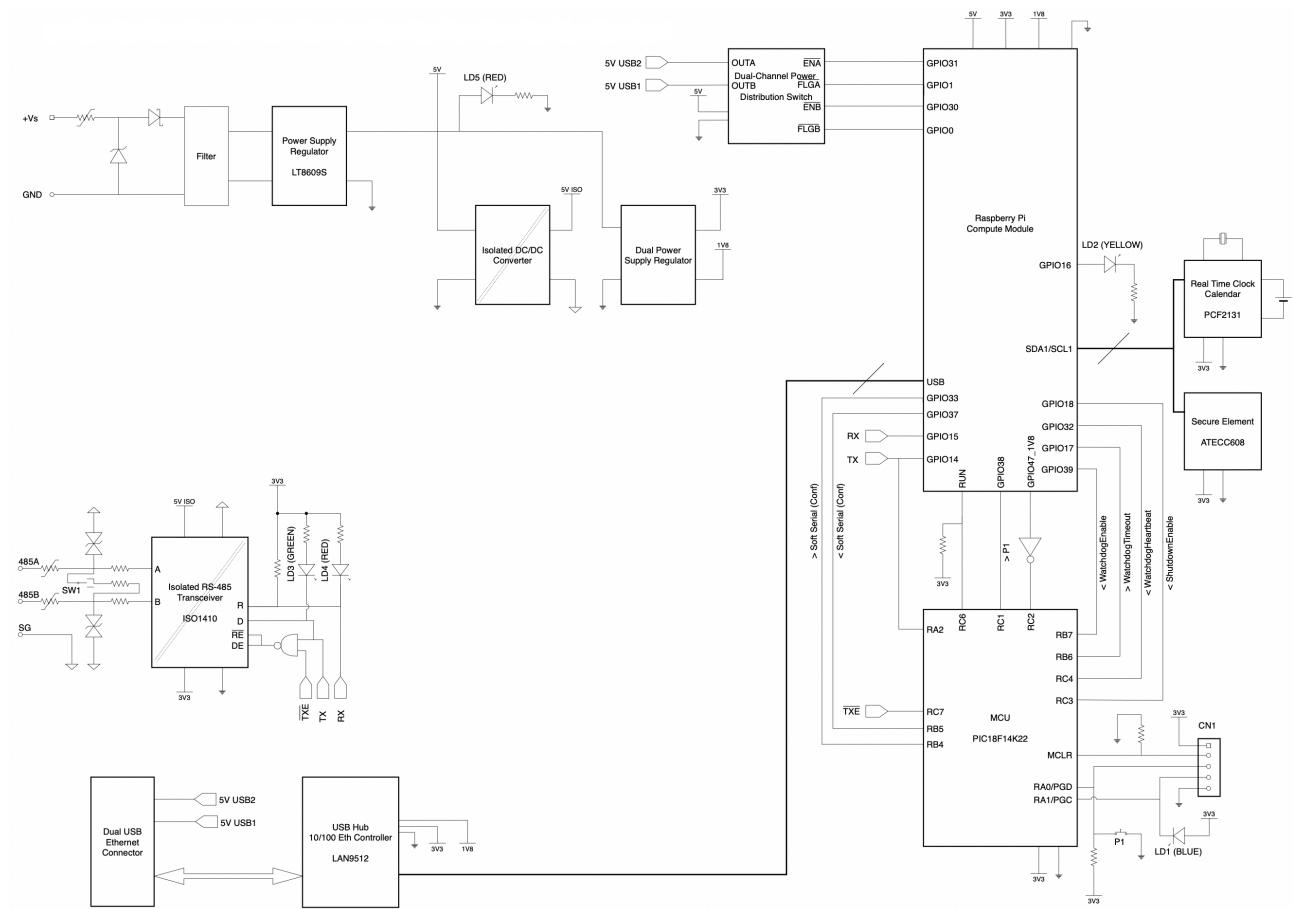 +Vs
GND
Filter
Power Supply
Regulator
LT8609S
5V
LD5 (RED)
5V ISO
Isolated DC/DC
Converter
3V3
1V8
Dual Power
Supply Regulator
5V USB2
5V USB1
5V
OUTA
OUTB
ENA
Dual-Channel Power
FLGA
Distribution Switch
ENB
FLGB
5V
3V3
1V8
GPIO31
GPIO1
GPIO30
GPIO0
Raspberry Pi
Compute Module
GPIO16
LD2 (YELLOW)
Real Time Clock
Calendar
PCF2131
3V3
SDA1/SCL1
Secure Element
ATECC608
3V3
USB
GPIO33
GPIO37
RX
GPIO15
TX
GPIO14
GPIO18
GPIO32
GPIO17
GPIO39
RUN
GPIO38
GPIO47_1V8
> Soft Serial (Conf)
< Soft Serial (Conf)
3V3
> P1
< WatchdogEnable
> WatchdogTimeout
< WatchdogHeartbeat
< ShutdownEnable
RC6
RC1
RC2
RA2
RB7
RB6
RC4
RC3
TXE
RC7
RB5
RB4
MCU
PIC18F14K22
MCLR
RA0/PGD
RA1/PGC
3V3
CN1
3V3
LD1 (BLUE)
P1
3V3
3V3
5V ISO
3V3
LD3 (GREEN)
LD4 (RED)
485A
SW1
485B
SG
A
B
Isolated RS-485
Transceiver
ISO1410
R
D
RE
DE
3V3
TXE
TX
RX
Dual USB
Ethernet
Connector
5V USB2
5V USB1
USB Hub
10/100 Eth Controller
LAN9512
3V3
1V8